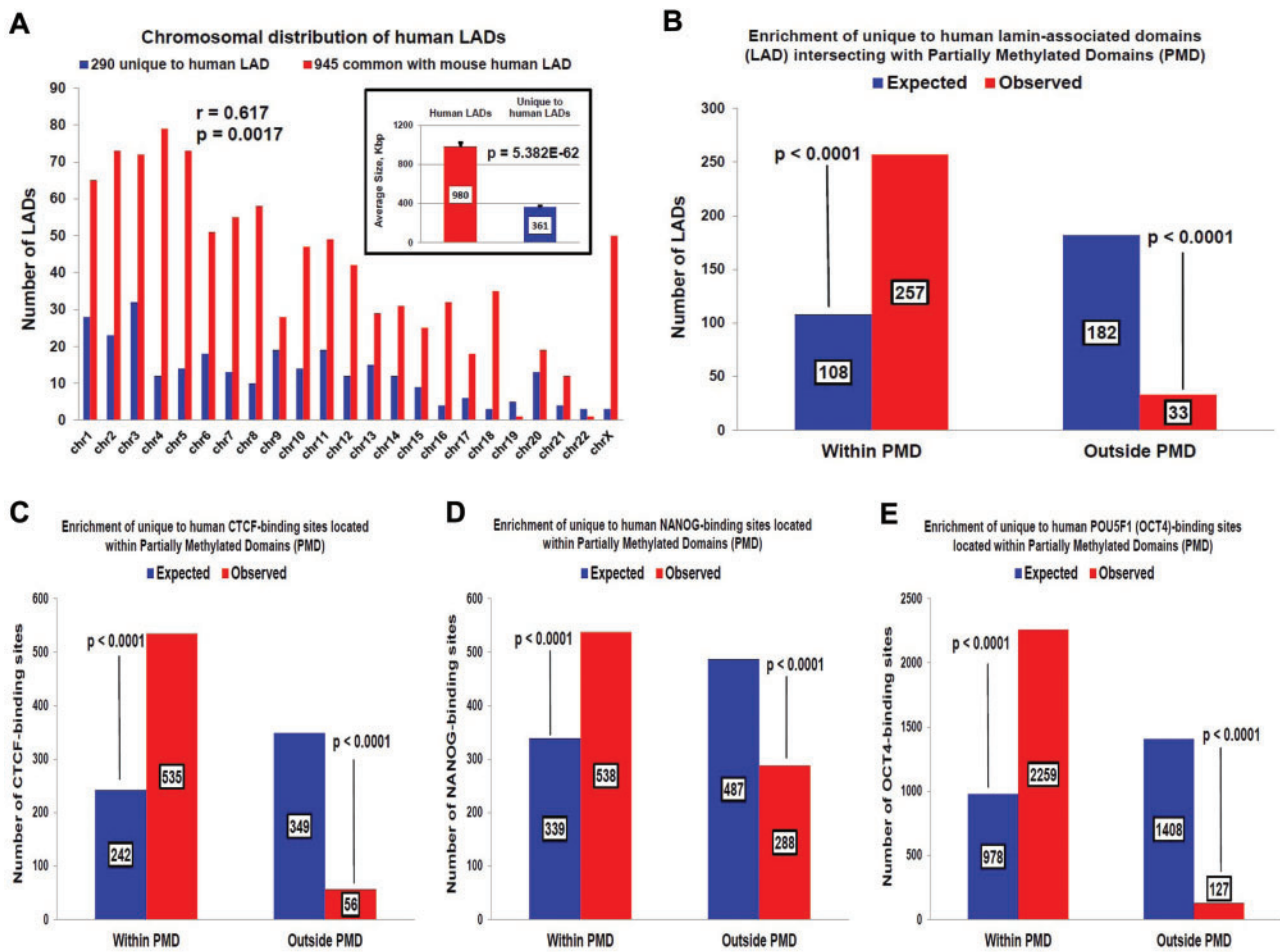 A
Chromosomal distribution of human LADs
290 unique to human LAD 945 common with mouse human LAD
r = 0.617
p = 0.0017
Number of LADs
90
80
70
60
50
40
30
20
10
0
chr1 chr2 chr3 chr4 chr5 chr6 chr7 chr8 chr9 chr10 chr11 chr12 chr13 chr14 chr15 chr16 chr17 chr18 chr19 chr20 chr21 chr22 chrX
Human LADs
Unique to
human LADs
p = 5.382E-62
Average Size, Kbp
1200
800
400
0
980
361
B
Enrichment of unique to human lamin-associated domains
(LAD) intersecting with Partially Methylated Domains (PMD)
Expected Observed
Number of LADs
300
250
200
150
100
50
0
p < 0.0001
p < 0.0001
108
257
182
33
Within PMD Outside PMD
C
Enrichment of unique to human CTCF-binding sites located
within Partially Methylated Domains (PMD)
Expected Observed
Number of CTCF-binding sites
600
500
400
300
200
100
0
p < 0.0001
p < 0.0001
242
535
349
56
Within PMD Outside PMD
D
Enrichment of unique to human NANOG-binding sites located
within Partially Methylated Domains (PMD)
Expected Observed
Number of NANOG-binding sites
600
500
400
300
200
100
0
p < 0.0001
p < 0.0001
339
538
487
288
Within PMD Outside PMD
E
Enrichment of unique to human POU5F1 (OCT4)-binding sites
located within Partially Methylated Domains (PMD)
Expected Observed
Number of OCT4-binding sites
2500
2000
1500
1000
500
0
p < 0.0001
p < 0.0001
978
2259
1408
127
Within PMD Outside PMD